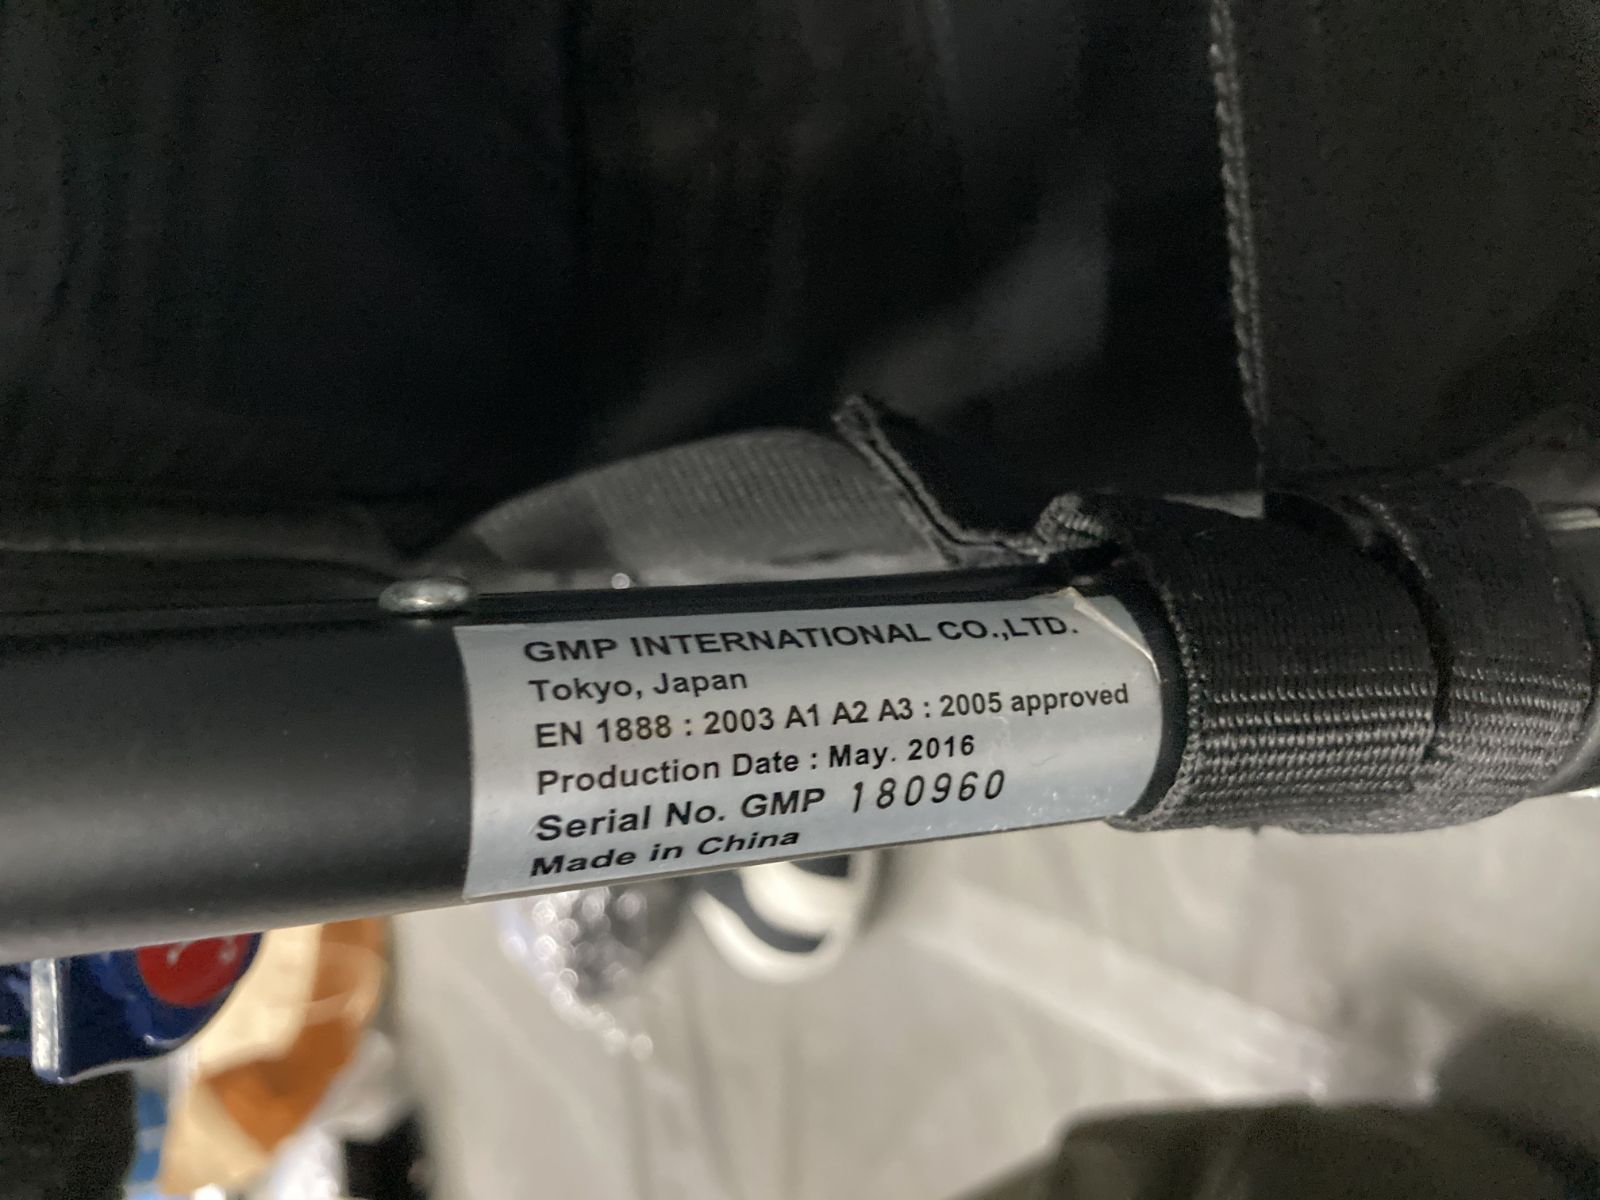 GMP INTERNATIONAL CO.,LTD.
Tokyo, Japan
EN 1888 : 2003 A1 A2 A3 : 2005 approved
Production Date : May. 2016
Serial No. GMP 180960
Made in China